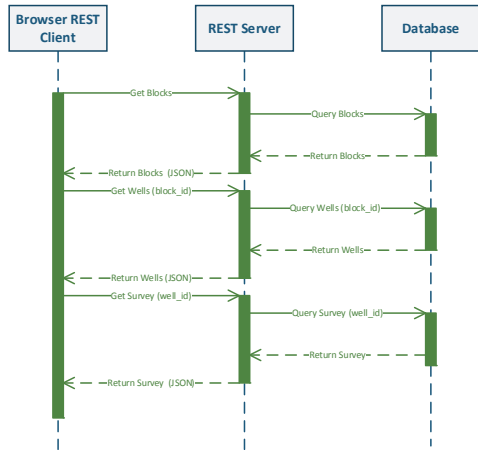 Browser REST
Client
REST Server
Database
Get Blocks
Query Blocks
Return Blocks
Return Blocks (JSON)
Get Wells (block_id)
Query Wells (block_id)
Return Wells
Return Wells (JSON)
Get Survey (well_id)
Query Survey (well_id)
Return Survey
Return Survey (JSON)